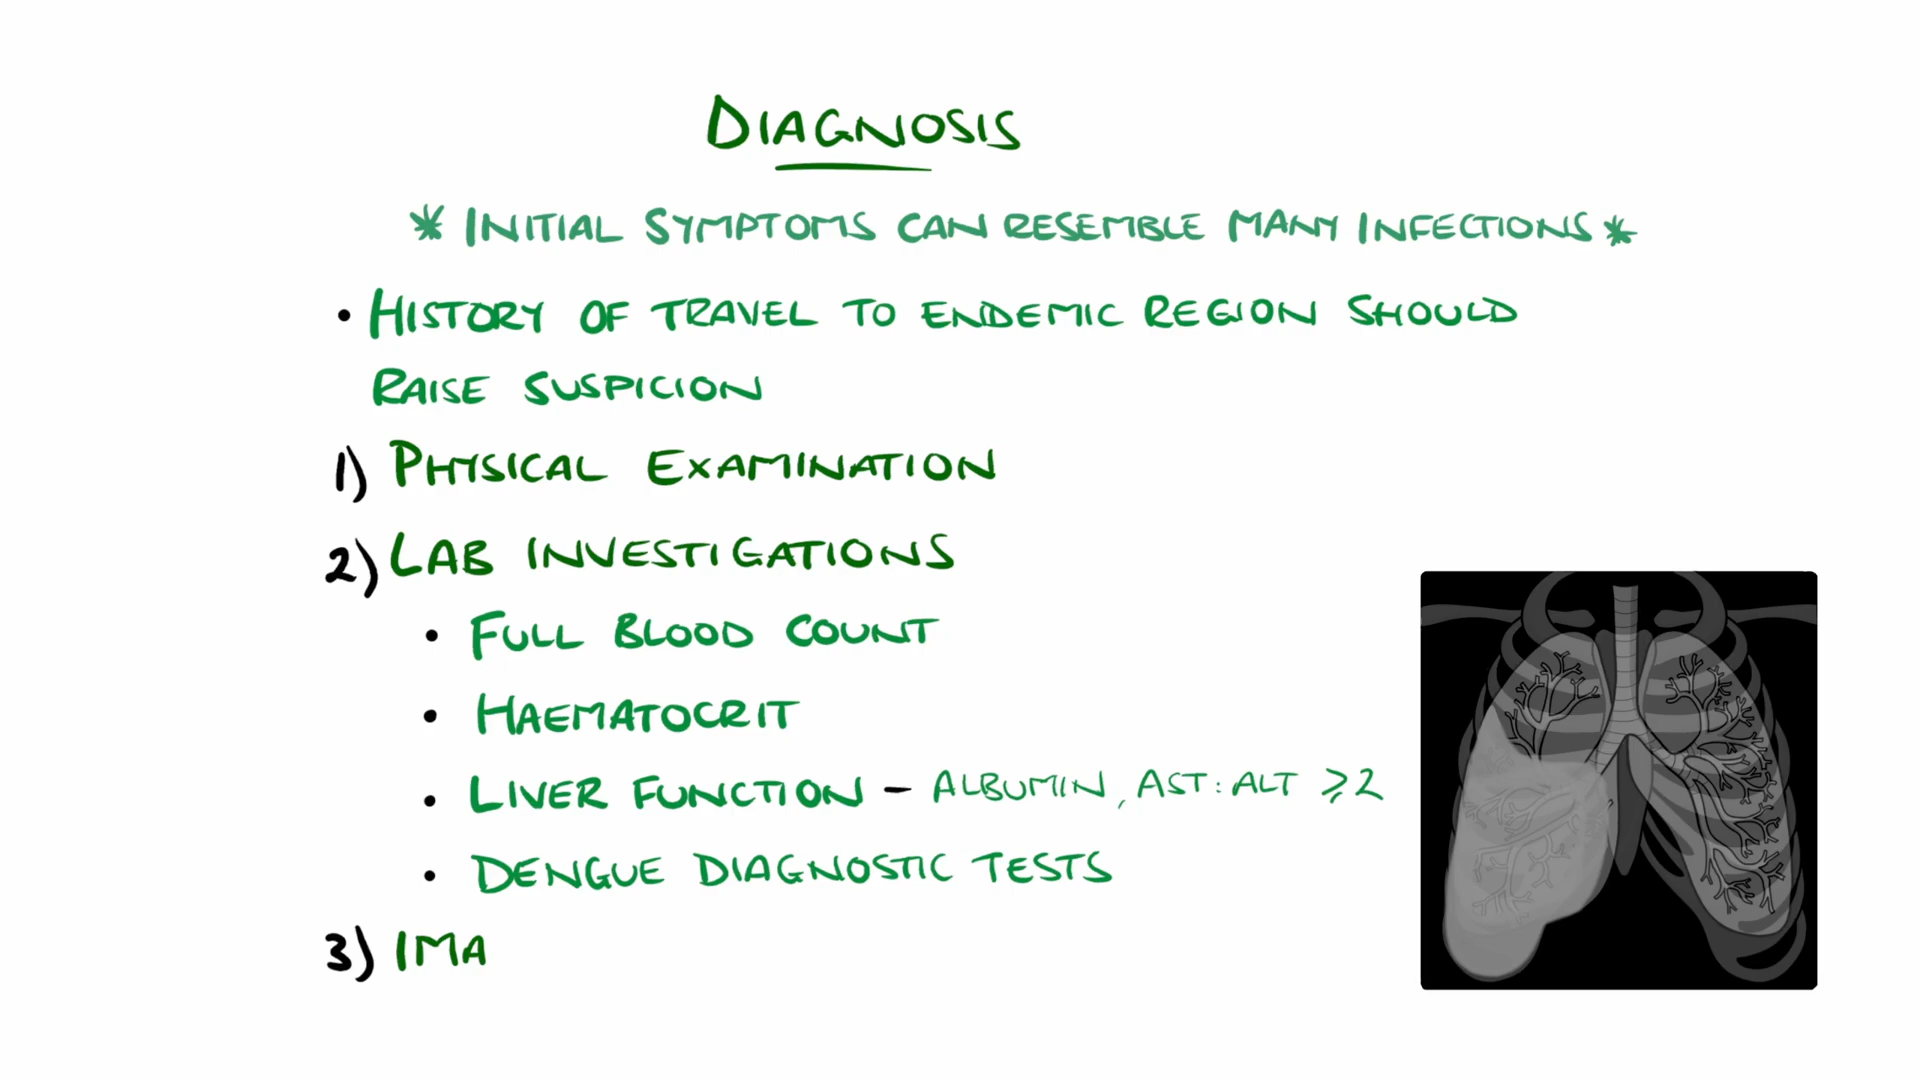 DIAGNOSIS
* INITIAL SYMPTOMS CAN RESEMBLE MANY INFECTIONS *
• HISTORY OF TRAVEL TO ENDEMIC REGION SHOULD
RAISE SUSPICION
1) PHYSICAL EXAMINATION
2) LAB INVESTIGATIONS
• FULL BLOOD COUNT
• HAEMATOCRIT
• LIVER FUNCTION - ALBUMIN, AST: ALT ⩾2
• DENGUE DIAGNOSTIC TESTS
3) IMA